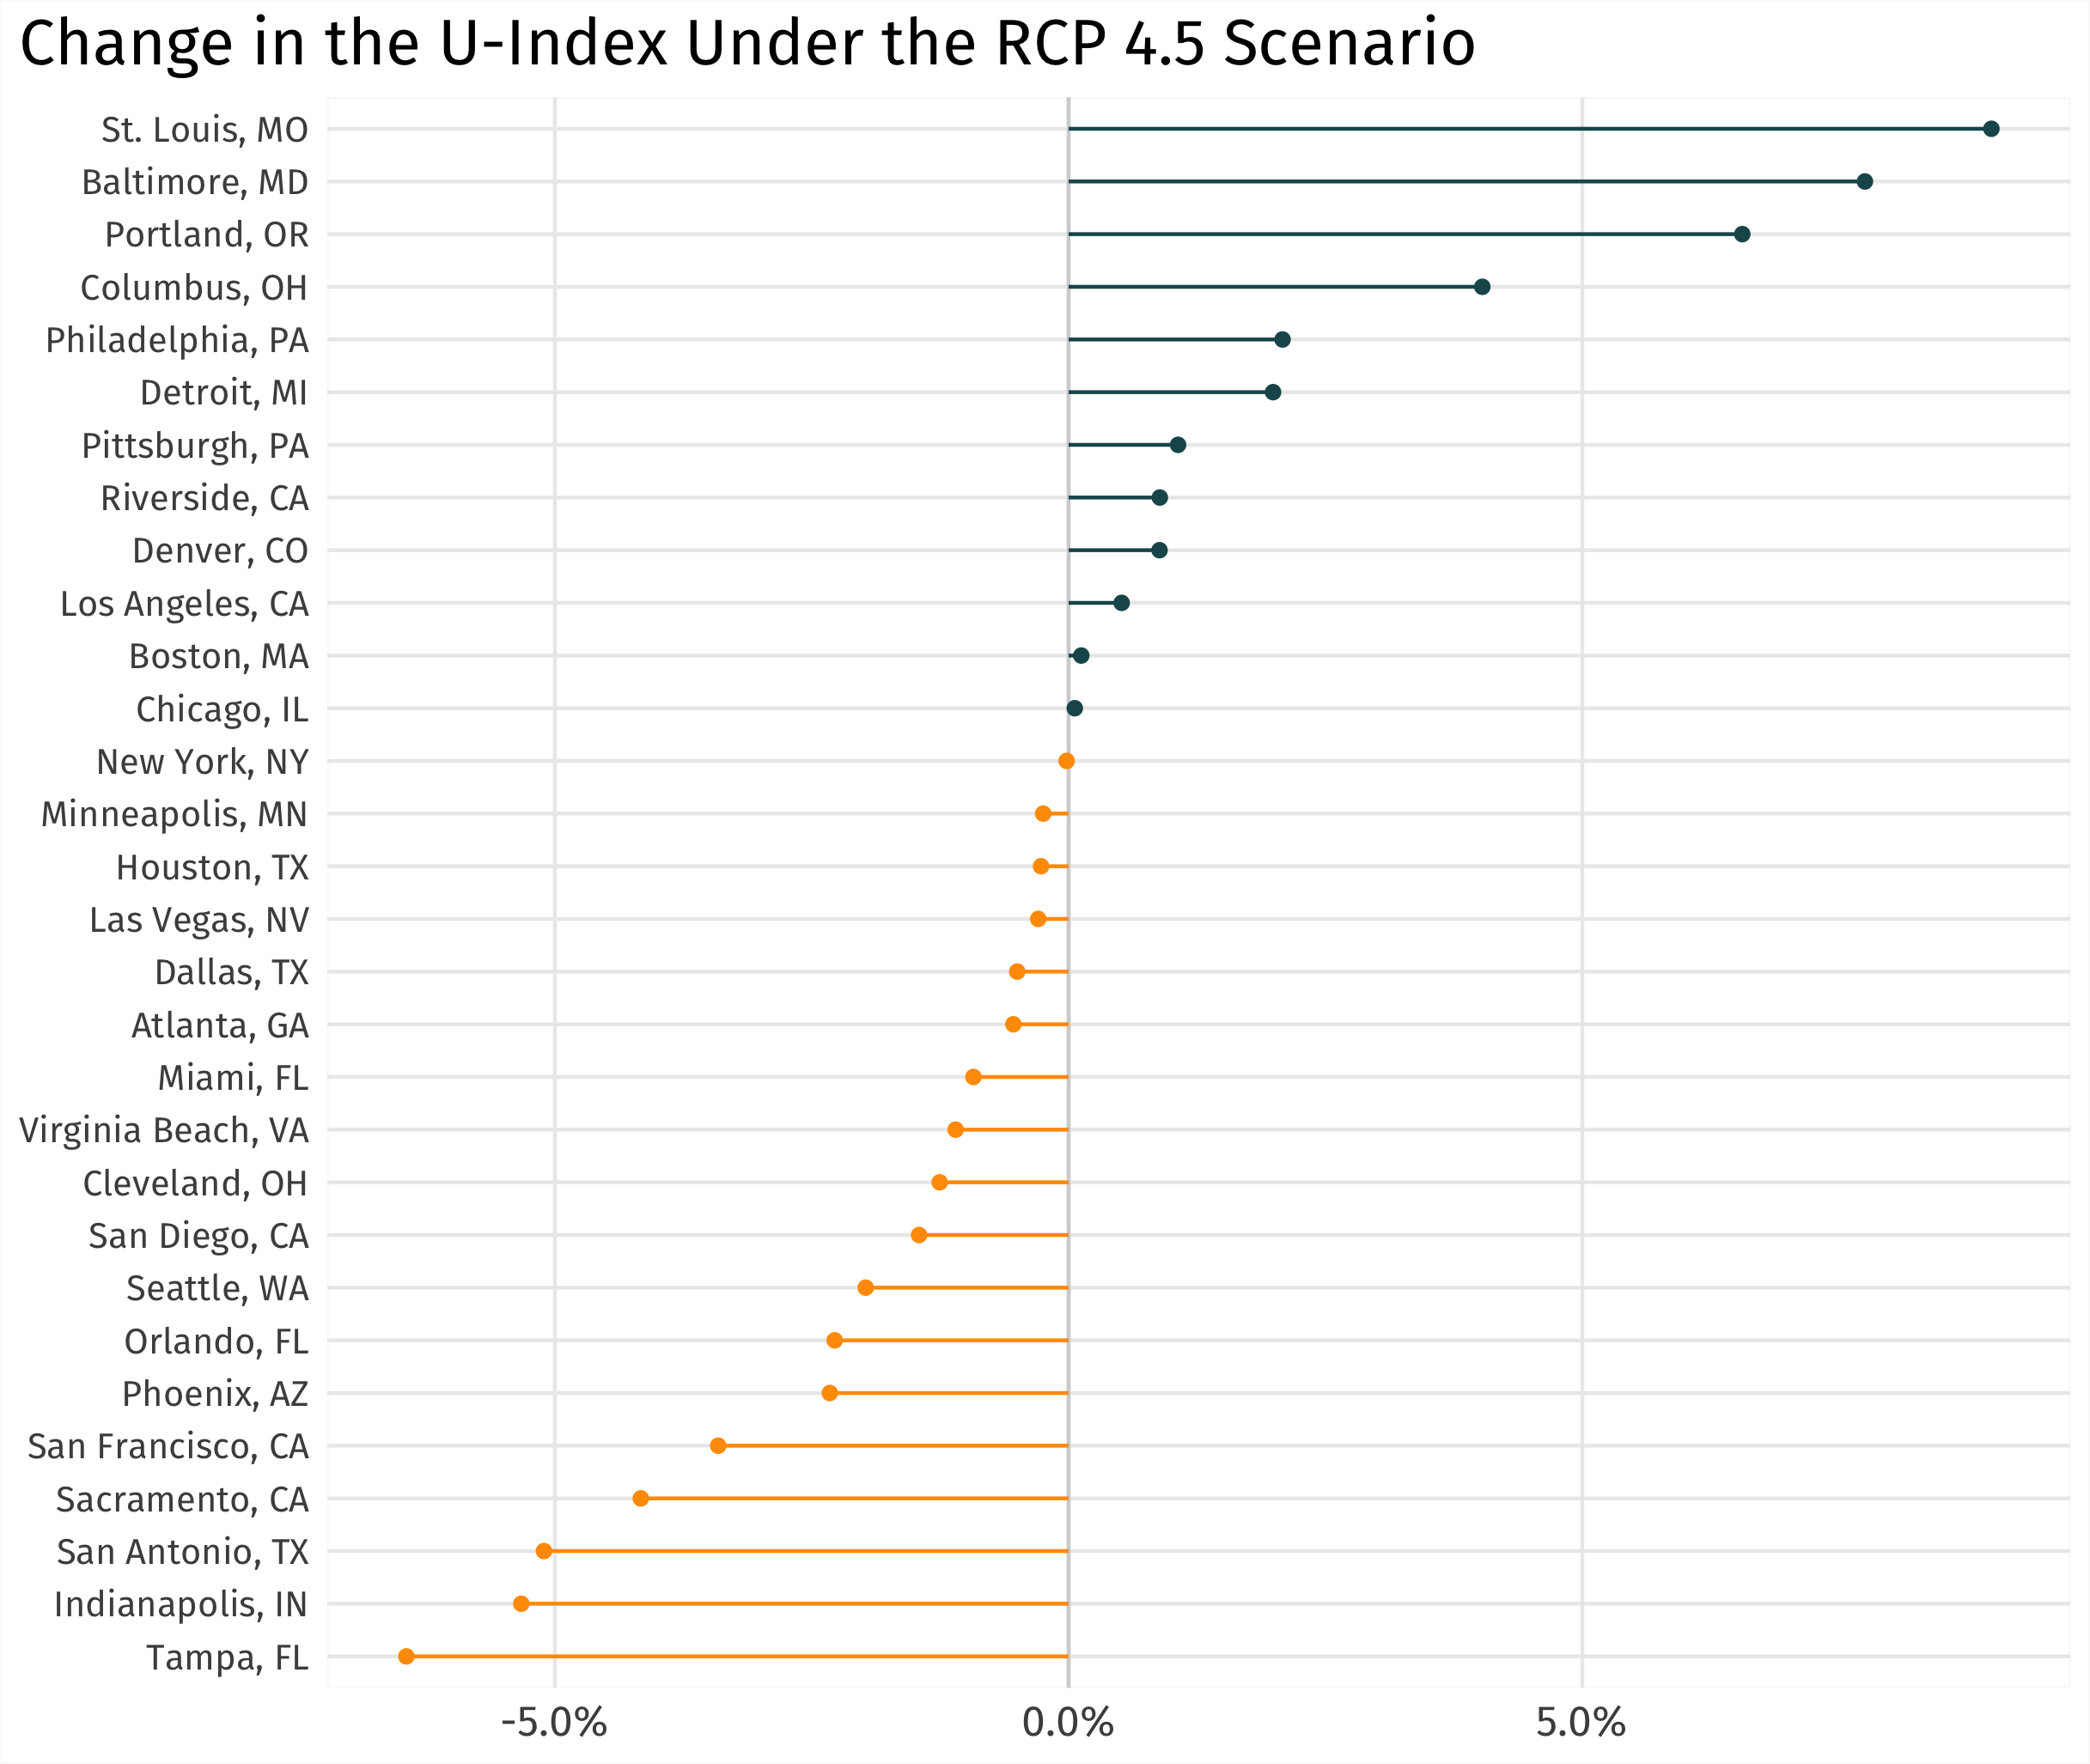 Change in the U-Index Under the RCP 4.5 Scenario
St. Louis, MO
Baltimore, MD
Portland, OR
Columbus, OH
Philadelphia, PA
Detroit, MI
Pittsburgh, PA
Riverside, CA
Denver, CO
Los Angeles, CA
Boston, MA
Chicago, IL
New York, NY
Minneapolis, MN
Houston, TX
Las Vegas, NV
Dallas, TX
Atlanta, GA
Miami, FL
Virginia Beach, VA
Cleveland, OH
San Diego, CA
Seattle, WA
Orlando, FL
Phoenix, AZ
San Francisco, CA
Sacramento, CA
San Antonio, TX
Indianapolis, IN
Tampa, FL
-5.0% 0.0% 5.0%